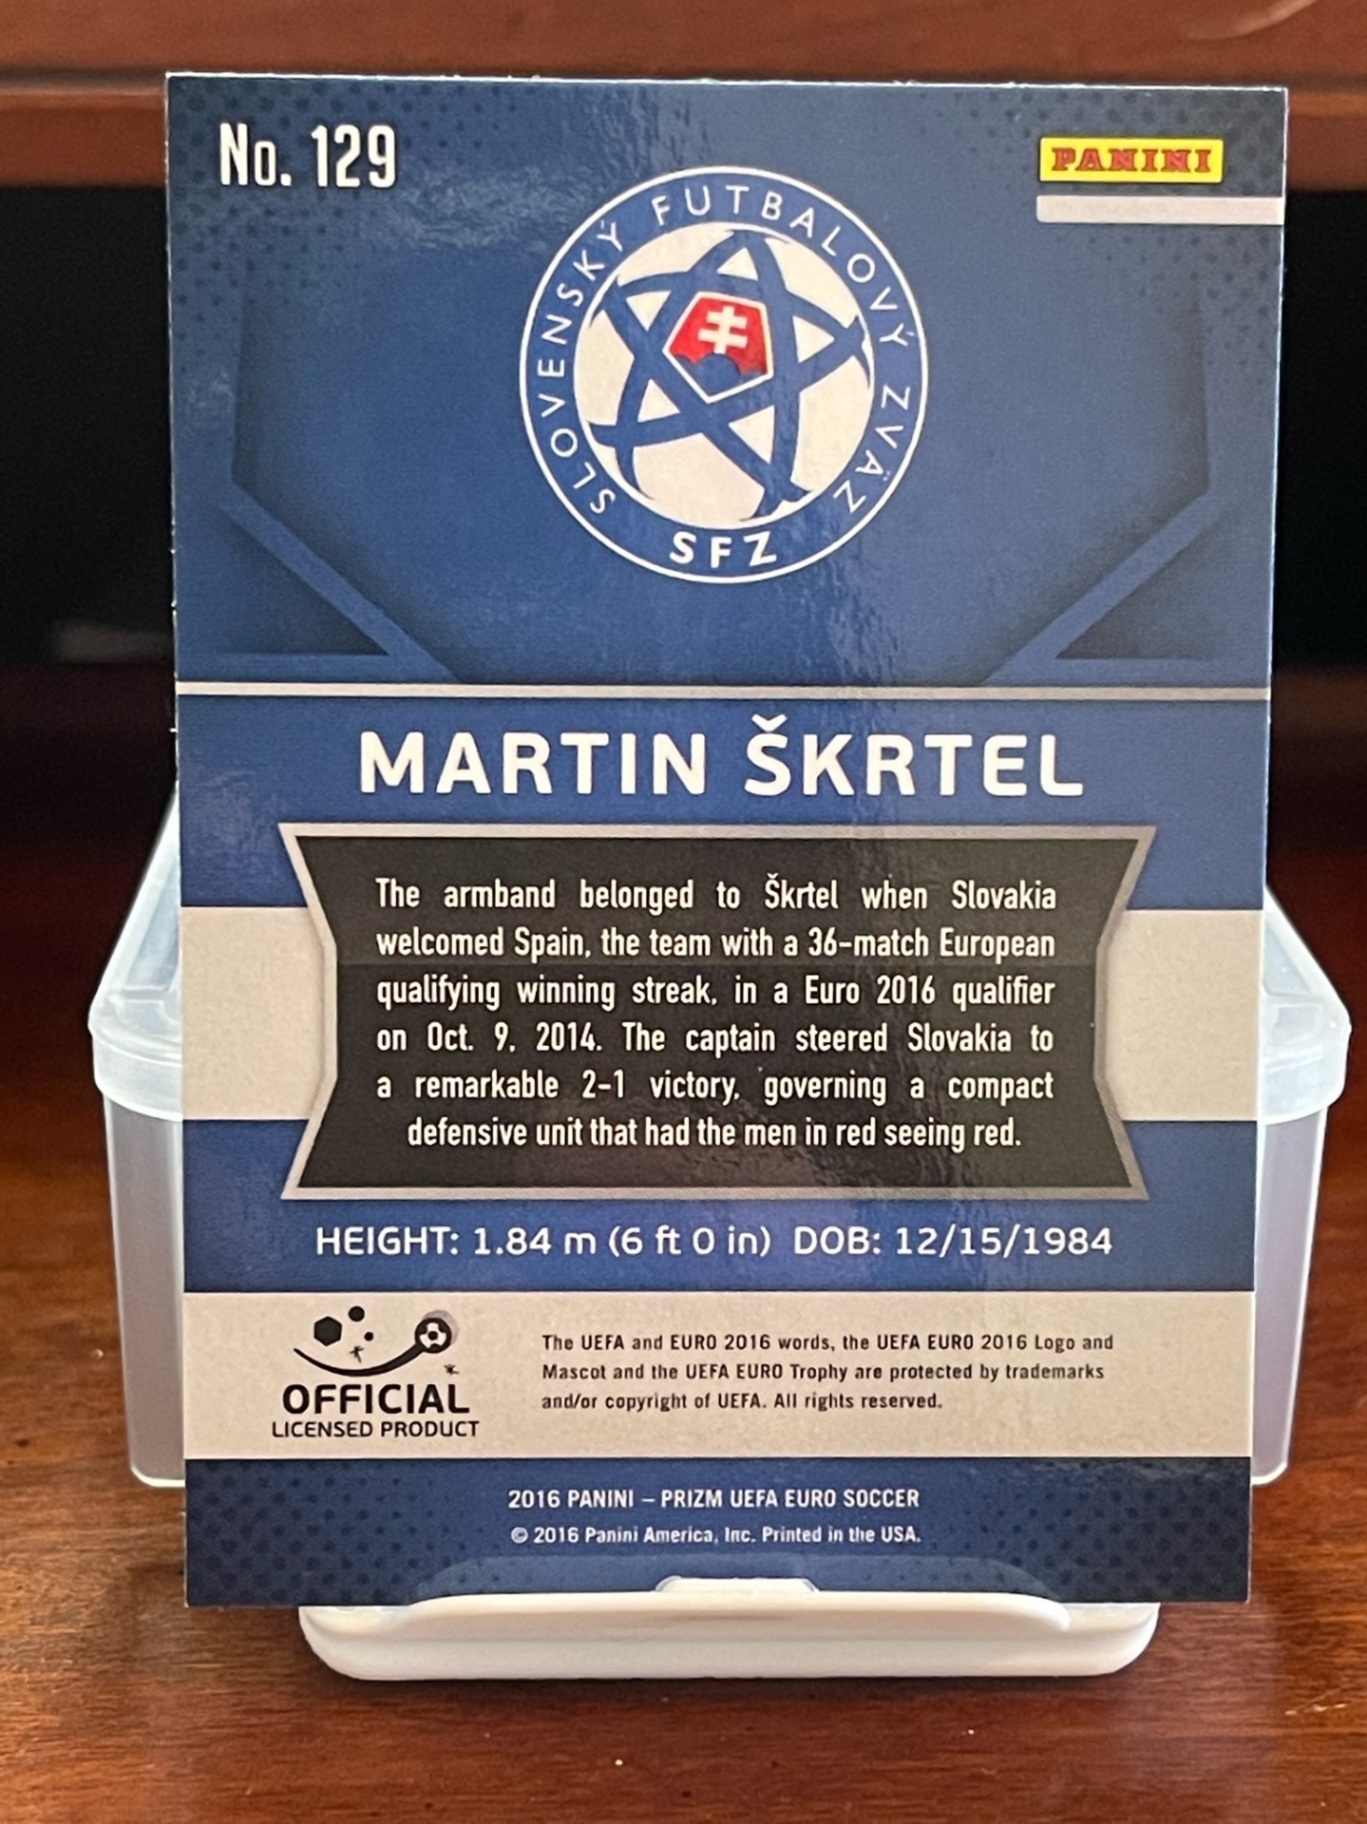 No. 129
PANINI
SLOVENSKÝ FUTBALOVÝ ZVÄZ
SFZ
MARTIN ŠKRTEL
The armband belonged to Škrtel when Slovakia
welcomed Spain, the team with a 36-match European
qualifying winning streak, in a Euro 2016 qualifier
on Oct. 9, 2014. The captain steered Slovakia to
a remarkable 2-1 victory, governing a compact
defensive unit that had the men in red seeing red.
HEIGHT: 1.84 m (6 ft 0 in) DOB: 12/15/1984
OFFICIAL
LICENSED PRODUCT
The UEFA and EURO 2016 words, the UEFA EURO 2016 Logo and
Mascot and the UEFA EURO Trophy are protected by trademarks
and/or copyright of UEFA. All rights reserved.
2016 PANINI – PRIZM UEFA EURO SOCCER
© 2016 Panini America, Inc. Printed in the USA.